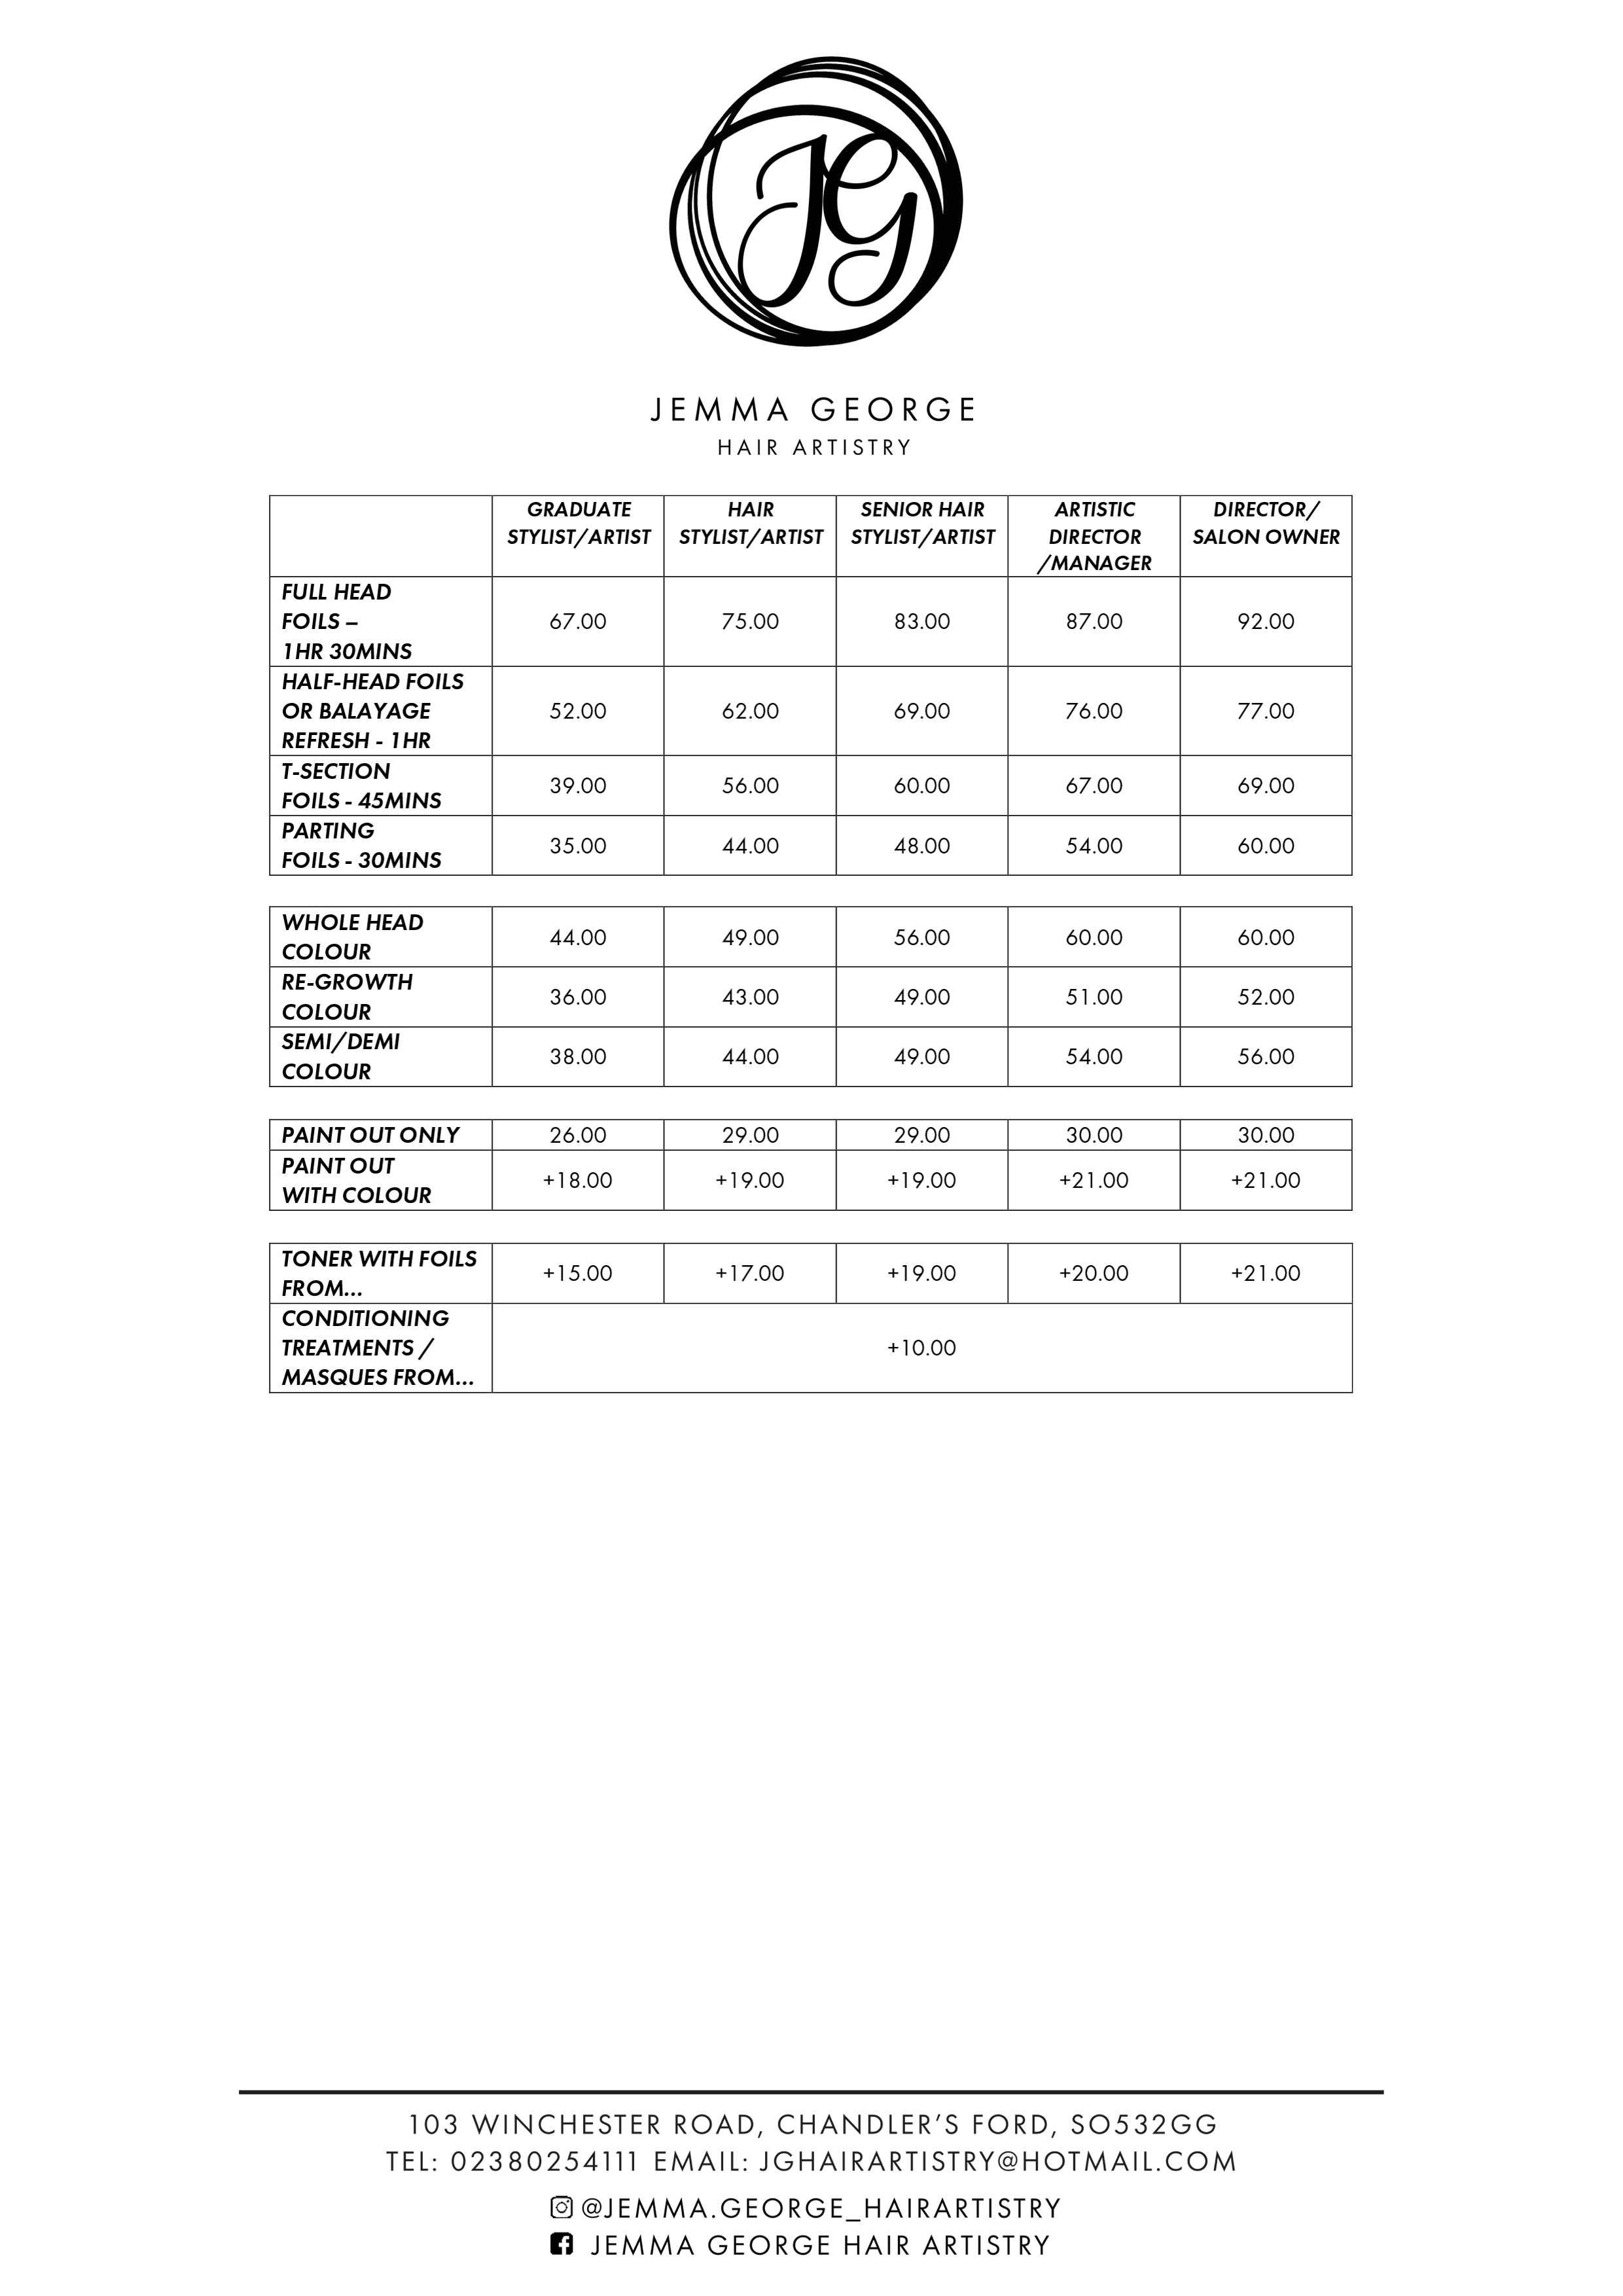 JG
JEMMA GEORGE
HAIR ARTISTRY
GRADUATE
STYLIST/ARTIST
HAIR
STYLIST/ARTIST
SENIOR HAIR
STYLIST/ARTIST
ARTISTIC
DIRECTOR
/MANAGER
DIRECTOR/
SALON OWNER
FULL HEAD
FOILS –
1HR 30MINS
67.00 75.00 83.00 87.00 92.00
HALF-HEAD FOILS
OR BALAYAGE
REFRESH - 1HR
52.00 62.00 69.00 76.00 77.00
T-SECTION
FOILS - 45MINS
39.00 56.00 60.00 67.00 69.00
PARTING
FOILS - 30MINS
35.00 44.00 48.00 54.00 60.00
WHOLE HEAD
COLOUR
44.00 49.00 56.00 60.00 60.00
RE-GROWTH
COLOUR
36.00 43.00 49.00 51.00 52.00
SEMI/DEMI
COLOUR
38.00 44.00 49.00 54.00 56.00
PAINT OUT ONLY 26.00 29.00 29.00 30.00 30.00
PAINT OUT
WITH COLOUR
+18.00 +19.00 +19.00 +21.00 +21.00
TONER WITH FOILS
FROM...
+15.00 +17.00 +19.00 +20.00 +21.00
CONDITIONING
TREATMENTS /
MASQUES FROM...
+10.00
103 WINCHESTER ROAD, CHANDLER’S FORD, SO532GG
TEL: 02380254111 EMAIL: JGHAIRARTISTRY@HOTMAIL.COM
@JEMMA.GEORGE_HAIRARTISTRY
JEMMA GEORGE HAIR ARTISTRY